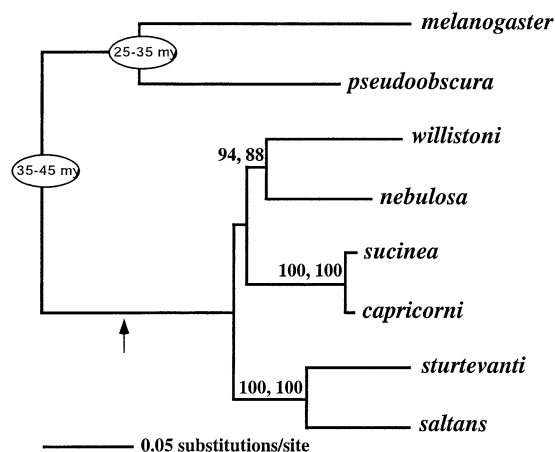 melanogaster
25-35 my
pseudoobscura
willistoni
94, 88
35-45 my
nebulosa
sucinea
100, 100
capricorni
sturtevanti
100, 100
saltans
0.05 substitutions/site